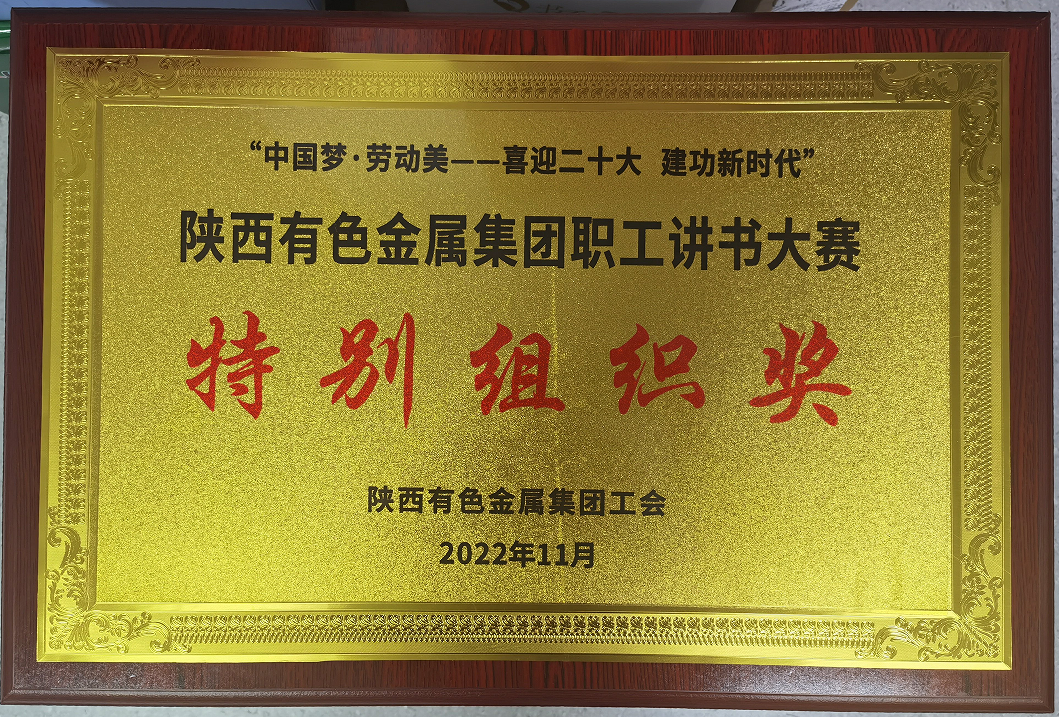 “中国梦·劳动美——喜迎二十大 建功新时代”
陕西有色金属集团职工讲书大赛
特别组织奖
陕西有色金属集团工会
2022年11月